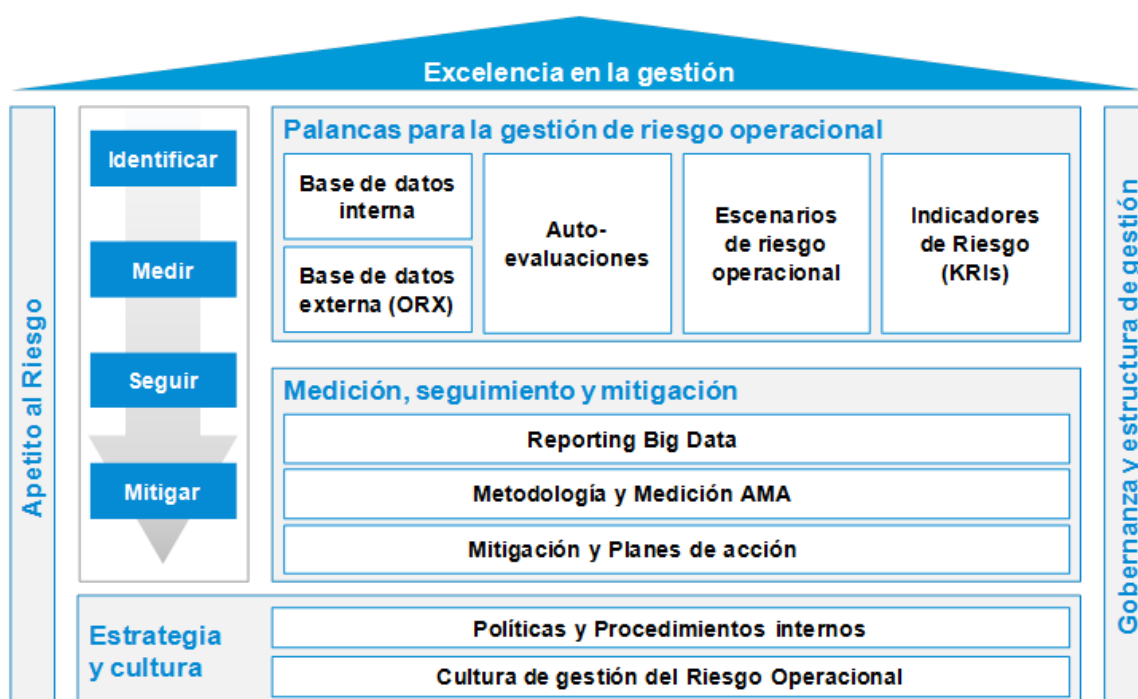 Excelencia en la gestión
Apetito al Riesgo
Identificar
Medir
Seguir
Mitigar
Palancas para la gestión de riesgo operacional
Base de datos
interna
Base de datos
externa (ORX)
Auto-
evaluaciones
Escenarios
de riesgo
operacional
Indicadores
de Riesgo
(KRIs)
Medición, seguimiento y mitigación
Reporting Big Data
Metodología y Medición AMA
Mitigación y Planes de acción
Estrategia
y cultura
Políticas y Procedimientos internos
Cultura de gestión del Riesgo Operacional
Gobernanza y estructura de gestión